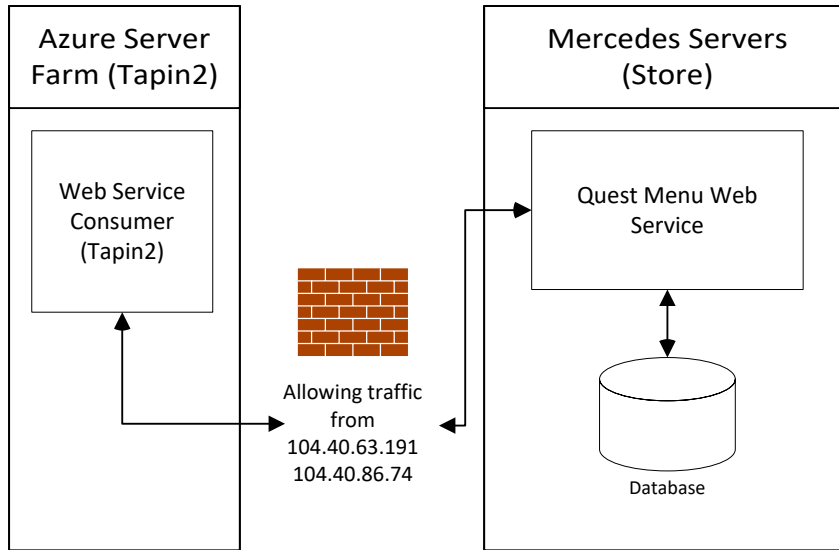 Azure Server
Farm (Tapin2)
Mercedes Servers
(Store)
Web Service
Consumer
(Tapin2)
Quest Menu Web
Service
Allowing traffic
from
104.40.63.191
104.40.86.74
Database